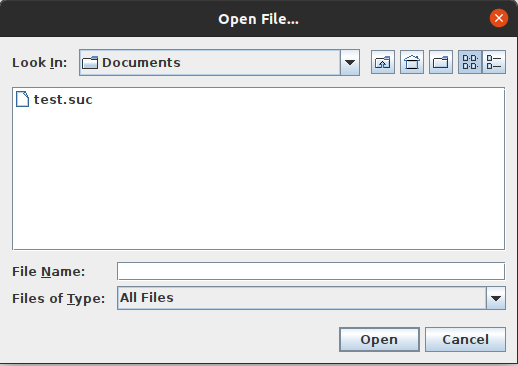 Open File...
Look In: Documents
test.suc
File Name:
Files of Type: All Files
Open Cancel